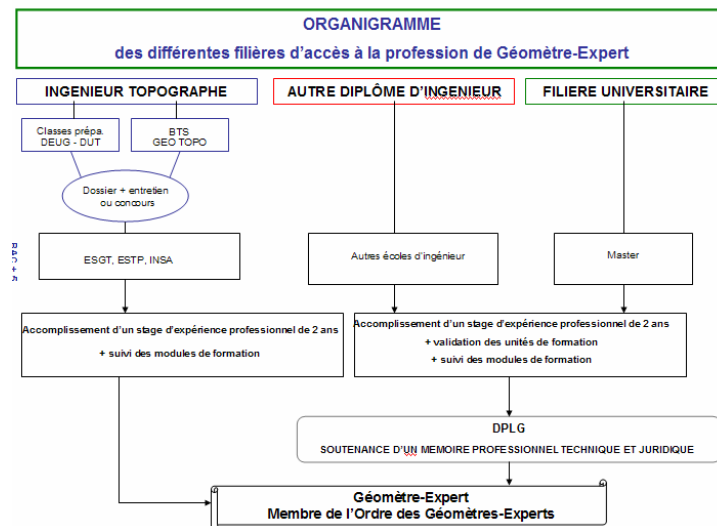 ORGANIGRAMME
des différentes filières d'accès à la profession de Géomètre-Expert
INGENIEUR TOPOGRAPHE
AUTRE DIPLÔME D'INGENIEUR
FILIERE UNIVERSITAIRE
Classes prépa.
DEUG - DUT
BTS
GEO TOPO
Dossier + entretien
ou concours
BAC + 5
ESGT, ESTP, INSA
Autres écoles d'ingénieur
Master
Accomplissement d'un stage d'expérience professionnel de 2 ans
+ suivi des modules de formation
Accomplissement d'un stage d'expérience professionnel de 2 ans
+ validation des unités de formation
+ suivi des modules de formation
DPLG
SOUTENANCE D'UN MEMOIRE PROFESSIONNEL TECHNIQUE ET JURIDIQUE
Géomètre-Expert
Membre de l'Ordre des Géomètres-Experts